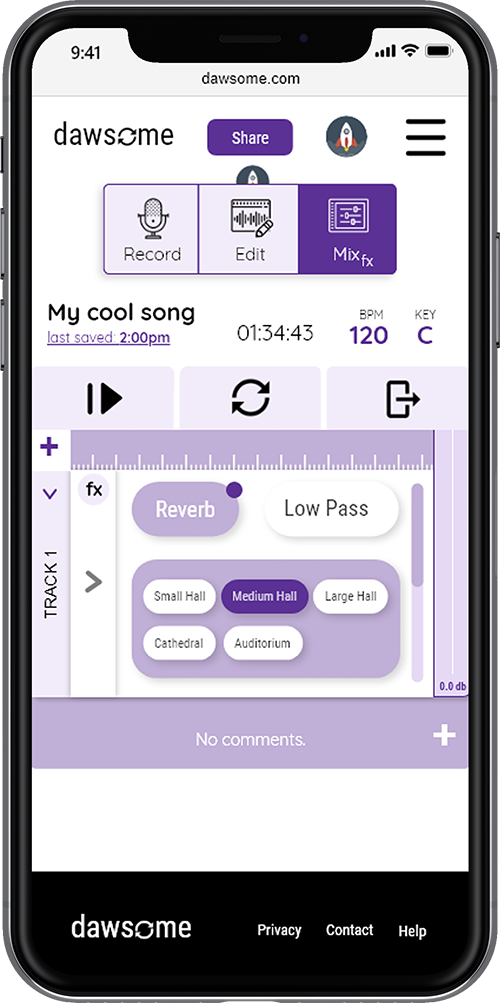 9:41
dawsome.com
dawsome
Share
Record
Edit
Mixfx
My cool song
last saved: 2:00pm
01:34:43
BPM
120
KEY
C
fx
Reverb
Low Pass
TRACK 1
Small Hall
Medium Hall
Large Hall
Cathedral
Auditorium
0.0 db
No comments.
dawsome
Privacy
Contact
Help